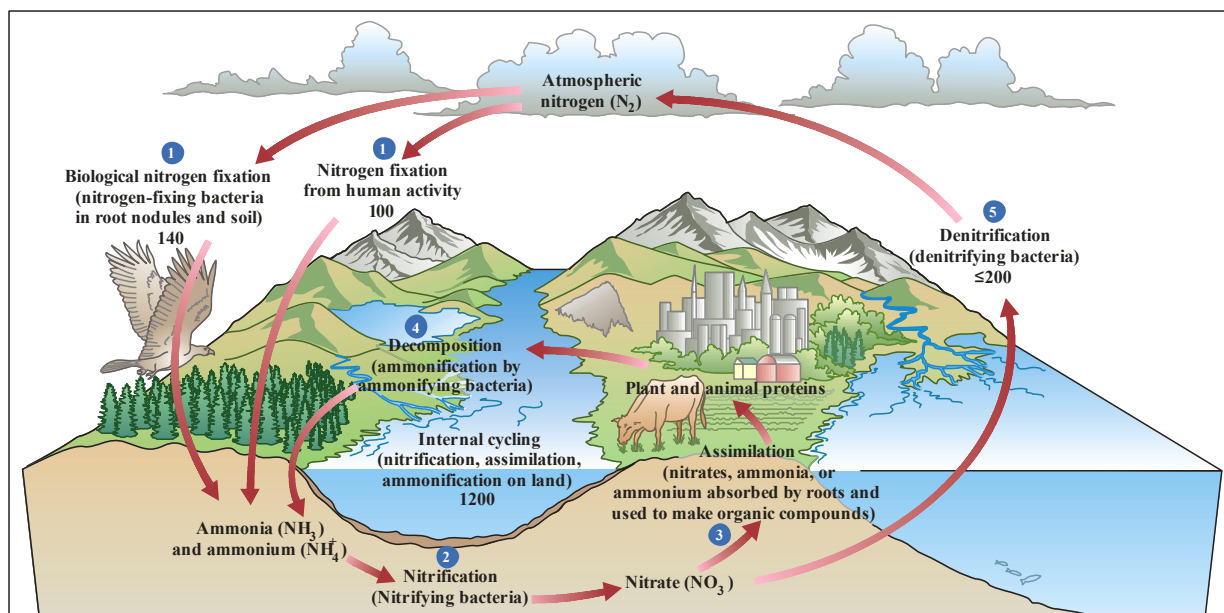 Atmospheric
nitrogen (N₂)
1
Biological nitrogen fixation
(nitrogen-fixing bacteria
in root nodules and soil)
140
1
Nitrogen fixation
from human activity
100
5
Denitrification
(denitrifying bacteria)
≤200
4
Decomposition
(ammonification by
ammonifying bacteria)
Plant and animal proteins
Internal cycling
(nitrification, assimilation,
ammonification on land)
1200
Assimilation
(nitrates, ammonia, or
ammonium absorbed by roots and
used to make organic compounds)
3
Ammonia (NH₃)
and ammonium (NH₄⁺)
2
Nitrification
(Nitrifying bacteria)
Nitrate (NO₃)